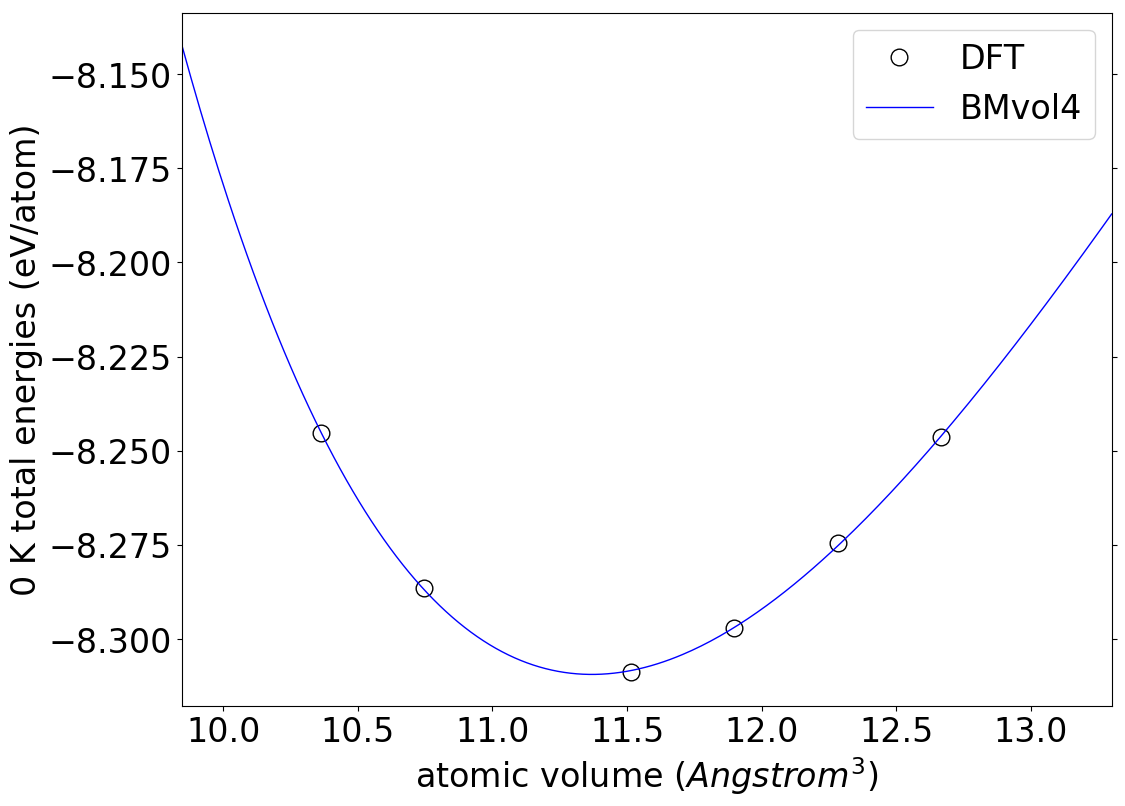 DFT
BMvol4
0 K total energies (eV/atom)
−8.150
−8.175
−8.200
−8.225
−8.250
−8.275
−8.300
10.0 10.5 11.0 11.5 12.0 12.5 13.0
atomic volume (Angstrom³)